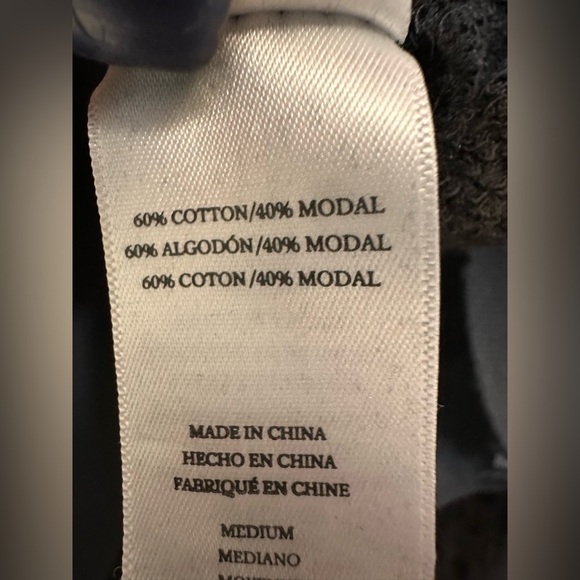 60% COTTON/40% MODAL
60% ALGODÓN/40% MODAL
60% COTON/40% MODAL
MADE IN CHINA
HECHO EN CHINA
FABRIQUÉ EN CHINE
MEDIUM
MEDIANO